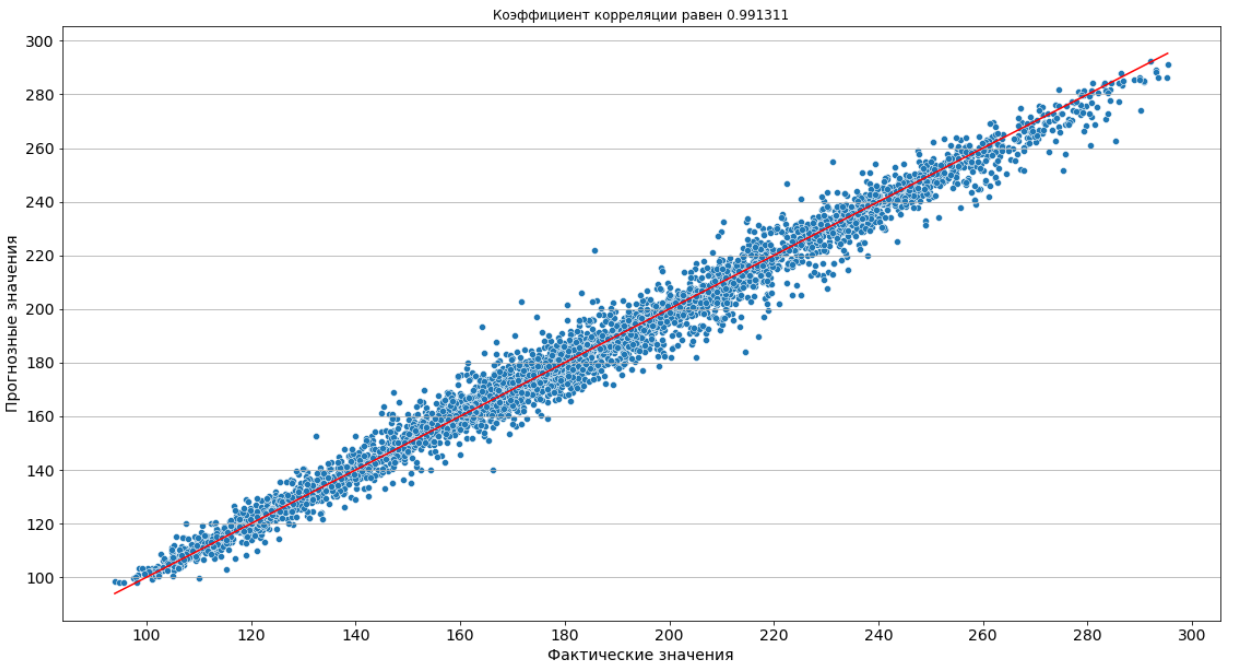 Коэффициент корреляции равен 0.991311
300
280
260
240
220
200
180
160
140
120
100
Прогнозные значения
100 120 140 160 180 200 220 240 260 280 300
Фактические значения